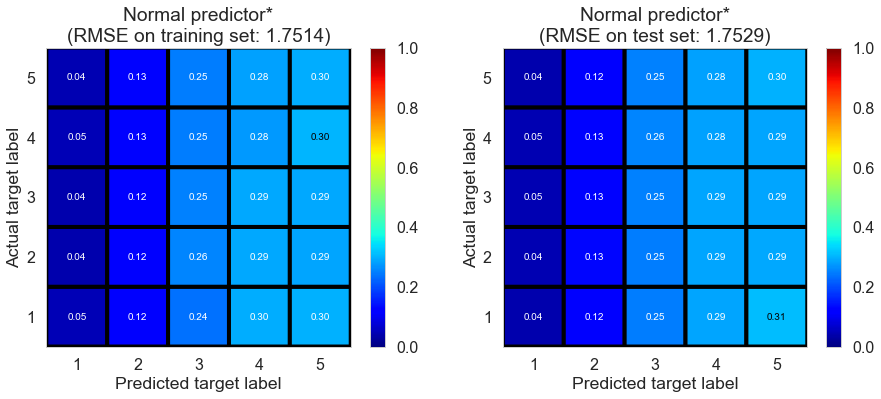 Normal predictor*
(RMSE on training set: 1.7514)
Actual target label
5 0.04 0.13 0.25 0.28 0.30
4 0.05 0.13 0.25 0.28 0.30
3 0.04 0.12 0.25 0.29 0.29
2 0.04 0.12 0.26 0.29 0.29
1 0.05 0.12 0.24 0.30 0.30
1 2 3 4 5
Predicted target label
1.0
0.8
0.6
0.4
0.2
0.0
Normal predictor*
(RMSE on test set: 1.7529)
Actual target label
5 0.04 0.12 0.25 0.28 0.30
4 0.05 0.13 0.26 0.28 0.29
3 0.05 0.13 0.25 0.29 0.29
2 0.04 0.13 0.25 0.29 0.29
1 0.04 0.12 0.25 0.29 0.31
1 2 3 4 5
Predicted target label
1.0
0.8
0.6
0.4
0.2
0.0